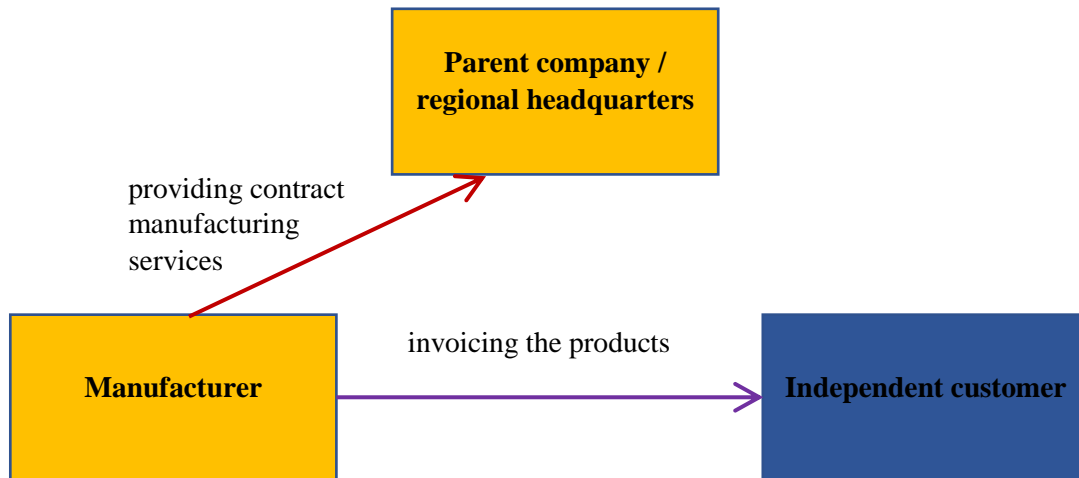 Parent company /
regional headquarters
providing contract
manufacturing
services
invoicing the products
Manufacturer
Independent customer